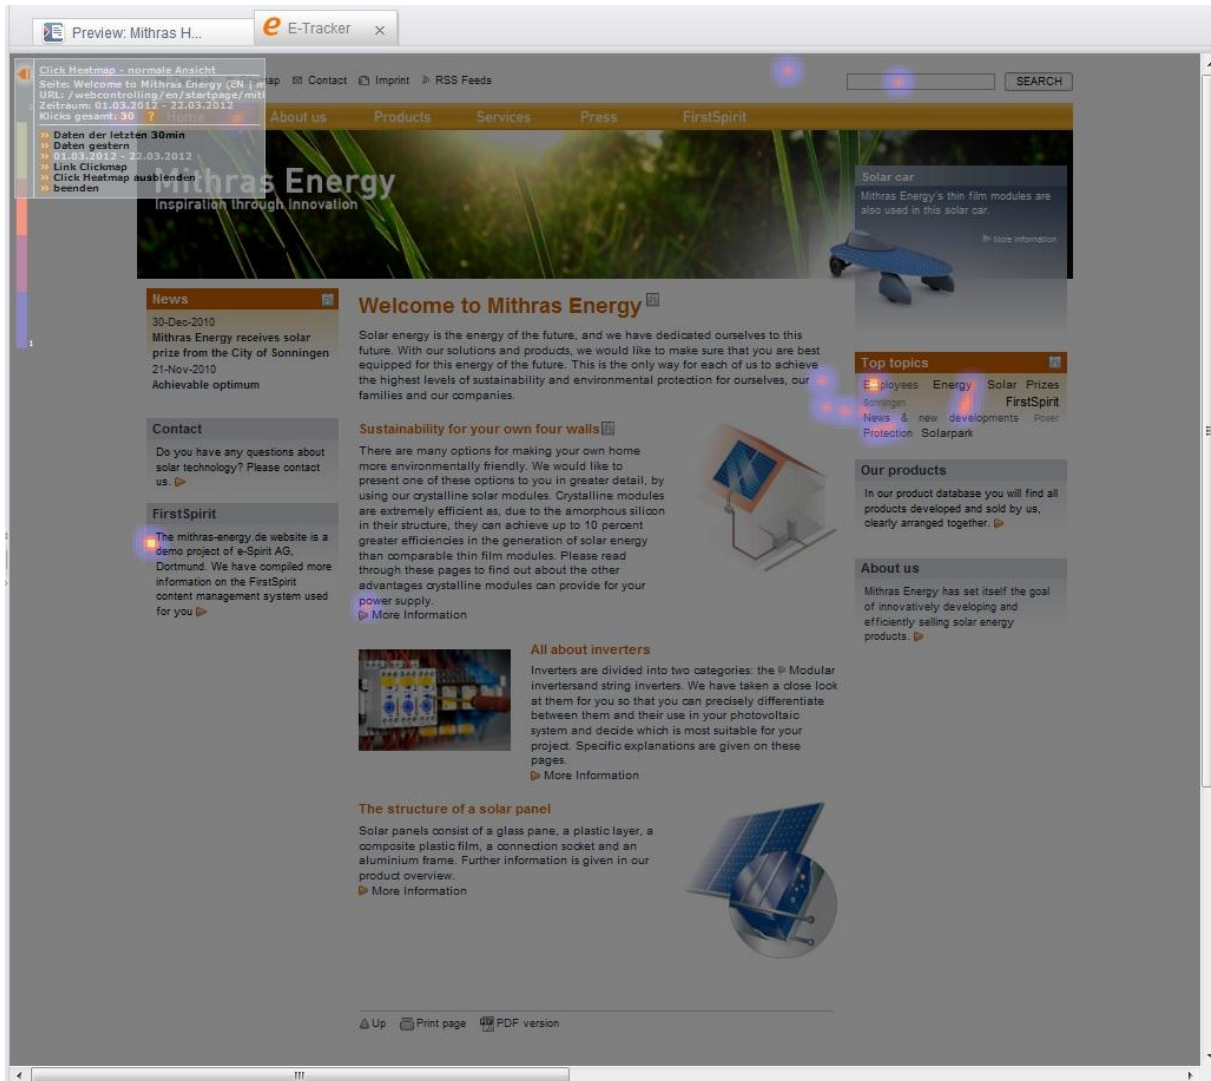 Preview: Mithras H...
E-Tracker
Click Heatmap - normale Ansicht
Seite: Welcome to Mithras Energy (EN | m
URL: /webcontrolling/en/startpage/mit
Zeitraum: 01.03.2012 - 22.03.2012
Klicks gesamt: 30 ?
» Daten der letzten 30min
» Daten gestern
» 01.03.2012 - 22.03.2012
» Link Clickmap
» Click Heatmap ausblenden
» beenden
1
Contact Imprint RSS Feeds
SEARCH
Home About us Products Services Press FirstSpirit
Mithras Energy
Inspiration through Innovation
Solar car
Mithras Energy's thin film modules are
also used in this solar car.
More information
News
30-Dec-2010
Mithras Energy receives solar
prize from the City of Sonningen
21-Nov-2010
Achievable optimum
Contact
Do you have any questions about
solar technology? Please contact
us.
FirstSpirit
The mithras-energy.de website is a
demo project of e-Spirit AG,
Dortmund. We have compiled more
information on the FirstSpirit
content management system used
for you
Welcome to Mithras Energy
Solar energy is the energy of the future, and we have dedicated ourselves to this
future. With our solutions and products, we would like to make sure that you are best
equipped for this energy of the future. This is the only way for each of us to achieve
the highest levels of sustainability and environmental protection for ourselves, our
families and our companies.
Sustainability for your own four walls
There are many options for making your own home
more environmentally friendly. We would like to
present one of these options to you in greater detail, by
using our crystalline solar modules. Crystalline modules
are extremely efficient as, due to the amorphous silicon
in their structure, they can achieve up to 10 percent
greater efficiencies in the generation of solar energy
than comparable thin film modules. Please read
through these pages to find out about the other
advantages crystalline modules can provide for your
power supply.
More Information
All about inverters
Inverters are divided into two categories: the Modular
invertersand string inverters. We have taken a close look
at them for you so that you can precisely differentiate
between them and their use in your photovoltaic
system and decide which is most suitable for your
project. Specific explanations are given on these
pages.
More Information
The structure of a solar panel
Solar panels consist of a glass pane, a plastic layer, a
composite plastic film, a connection socket and an
aluminium frame. Further information is given in our
product overview.
More Information
Top topics
Employees Energy Solar Prizes
Sonningen FirstSpirit
News & new developments Power
Protection Solarpark
Our products
In our product database you will find all
products developed and sold by us,
clearly arranged together.
About us
Mithras Energy has set itself the goal
of innovatively developing and
efficiently selling solar energy
products.
Up Print page PDF version